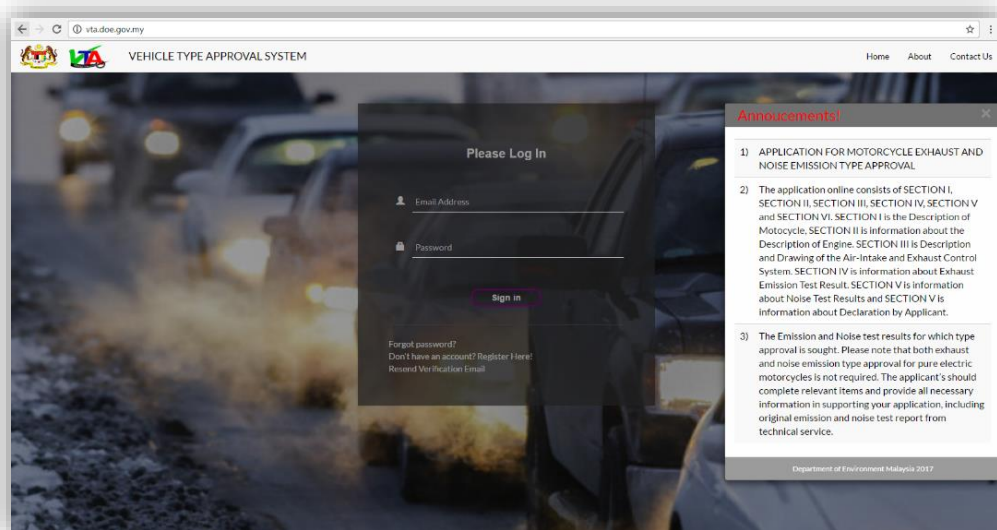 vta.doe.gov.my
VTA
VEHICLE TYPE APPROVAL SYSTEM
Home About Contact Us
Please Log In
Email Address
Password
Sign in
Forgot password?
Don't have an account? Register Here!
Resend Verification Email
Annoucements!
1) APPLICATION FOR MOTORCYCLE EXHAUST AND
NOISE EMISSION TYPE APPROVAL
2) The application online consists of SECTION I,
SECTION II, SECTION III, SECTION IV, SECTION V
and SECTION VI. SECTION I is the Description of
Motocycle, SECTION II is information about the
Description of Engine. SECTION III is Description
and Drawing of the Air-Intake and Exhaust Control
System. SECTION IV is information about Exhaust
Emission Test Result. SECTION V is information
about Noise Test Results and SECTION V is
information about Declaration by Applicant.
3) The Emission and Noise test results for which type
approval is sought. Please note that both exhaust
and noise emission type approval for pure electric
motorcycles is not required. The applicant's should
complete relevant items and provide all necessary
information in supporting your application, including
original emission and noise test report from
technical service.
Department of Environment Malaysia 2017